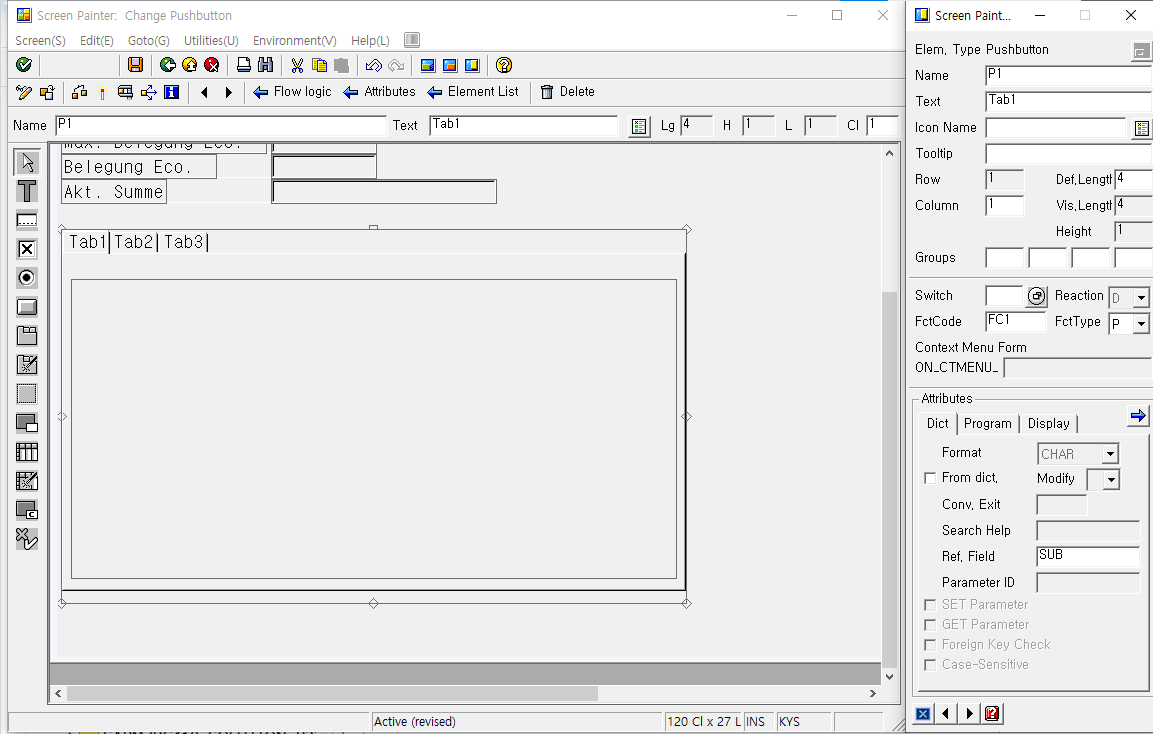 Screen Painter: Change Pushbutton
Screen(S) Edit(E) Goto(G) Utilities(U) Environment(V) Help(L)
Flow logic Attributes Element List Delete
Name P1 Text Tab1 Lg 4 H 1 L 1 Cl 1
Max. Belegung Eco.
Belegung Eco.
Akt. Summe
Tab1 Tab2 Tab3
Active (revised) 120 Cl x 27 L INS KYS
Screen Paint...
Elem. Type Pushbutton
Name P1
Text Tab1
Icon Name
Tooltip
Row 1 Def.Lengt 4
Column 1 Vis.Lengt 4
Height 1
Groups
Switch Reaction D
FctCode FC1 FctType P
Context Menu Form
ON_CTMENU_
Attributes
Dict Program Display
Format CHAR
From dict. Modify
Conv. Exit
Search Help
Ref. Field SUB
Parameter ID
SET Parameter
GET Parameter
Foreign Key Check
Case-Sensitive